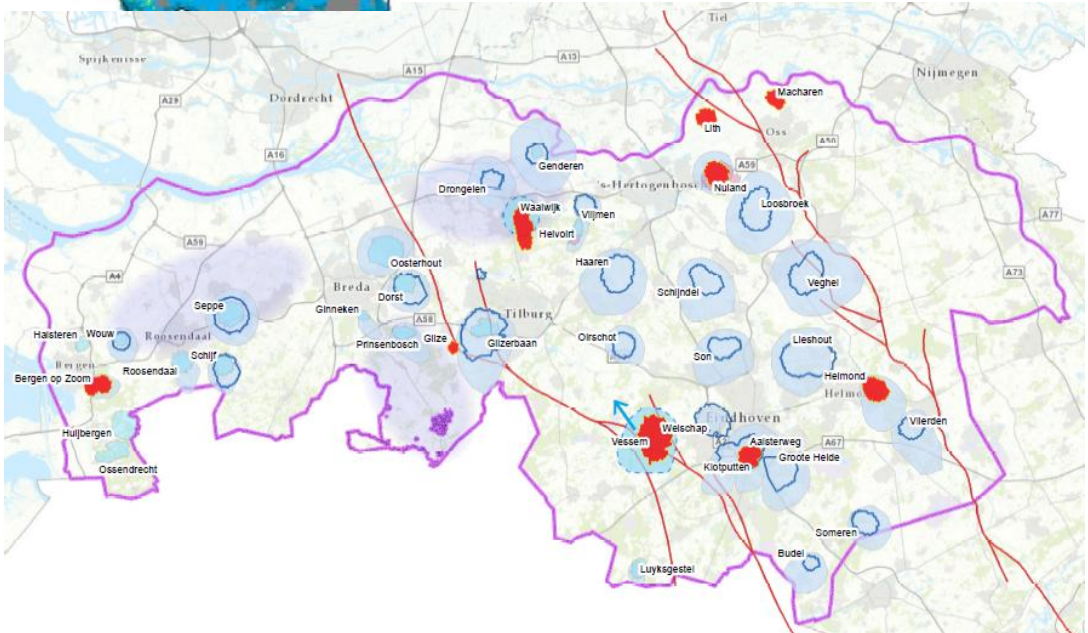 Tiel
A15
Spijkenisse
A15
Nijmegen
A29
Dordrecht
Macharen
Lith
Oss
A50
A16
Genderen
A59
's-Hertogenbosch
Nuland
Drongelen
Waalwijk
Vlijmen
Loosbroek
A77
Helvoirt
A59
Oosterhout
Haaren
A73
A4
Breda
Dorst
Schijndel
Veghel
Seppe
Ginneken
Tilburg
Halsteren
Wouw
Roosendaal
A58
Prinsenbosch
Gilze
Gilzerbaan
Oirschot
Son
Lieshout
Schijf
Bergen
Roosendaal
Bergen op Zoom
Helmond
Helmo
Eindhoven
Vlierden
Huijbergen
Welschap
Vessem
Aalsterweg
A67
Klotputten
Groote Heide
Ossendrecht
Someren
Budel
Luyksgestel